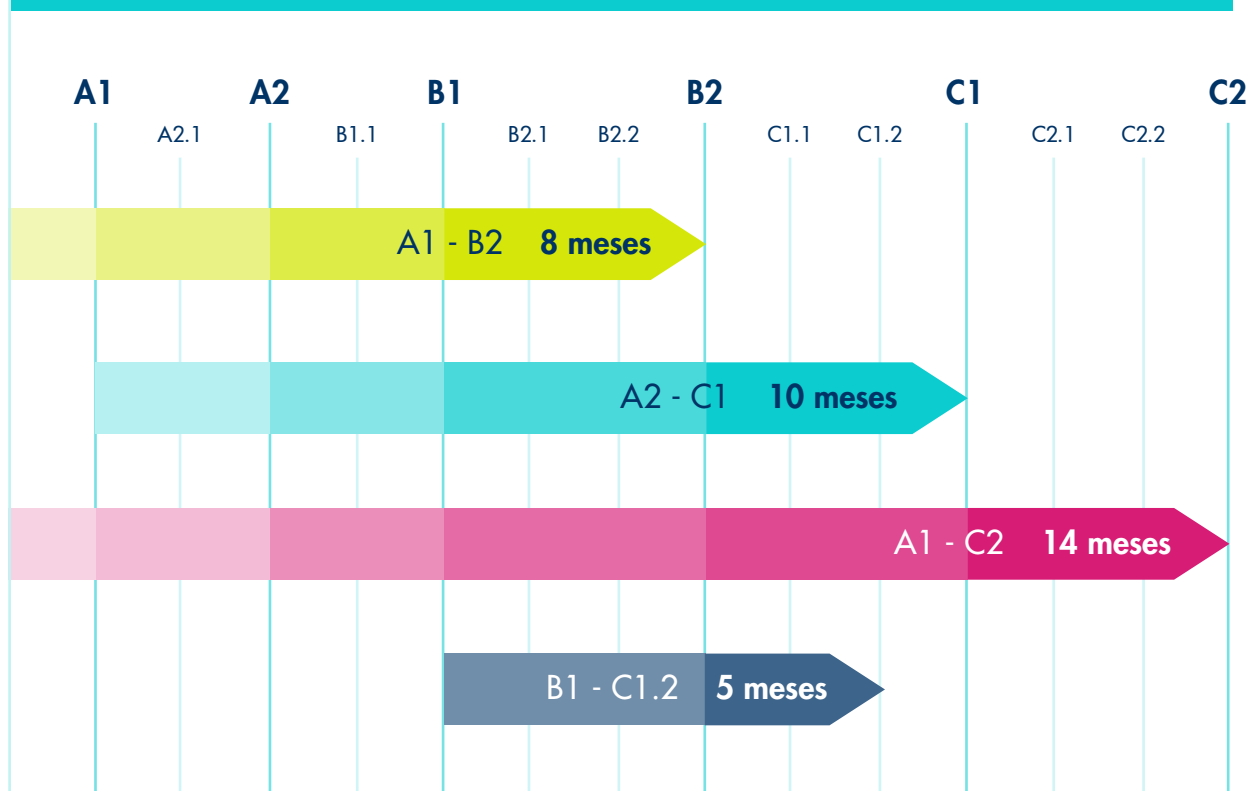 A1 A2 B1 B2 C1 C2
A2.1 B1.1 B2.1 B2.2 C1.1 C1.2 C2.1 C2.2
A1 - B2 8 meses
A2 - C1 10 meses
A1 - C2 14 meses
B1 - C1.2 5 meses